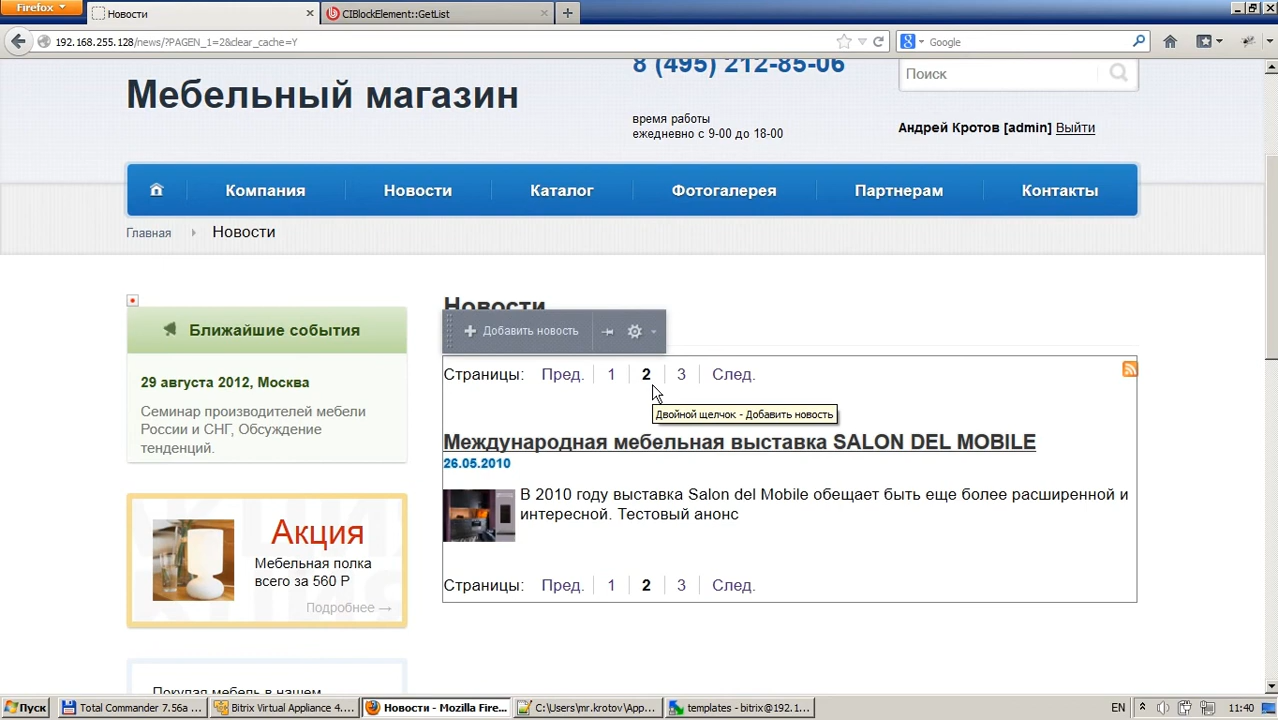 Firefox
Новости
CIBlockElement::GetList
192.168.255.128/news/?PAGEN_1=2&clear_cache=Y
Google
8 (495) 212-85-06
Мебельный магазин
время работы
ежедневно с 9-00 до 18-00
Поиск
Андрей Кротов [admin] Выйти
Компания
Новости
Каталог
Фотогалерея
Партнерам
Контакты
Главная
Новости
Ближайшие события
29 августа 2012, Москва
Семинар производителей мебели
России и СНГ, Обсуждение
тенденций.
Акция
Мебельная полка
всего за 560 Р
Подробнее →
Покупая мебель в нашем
Новости
Добавить новость
Страницы: Пред. 1 2 3 След.
Двойной щелчок - Добавить новость
Международная мебельная выставка SALON DEL MOBILE
26.05.2010
В 2010 году выставка Salon del Mobile обещает быть еще более расширенной и
интересной. Тестовый анонс
Страницы: Пред. 1 2 3 След.
Пуск
Total Commander 7.56a ...
Bitrix Virtual Appliance 4....
Новости - Mozilla Fire...
C:\Users\mr.krotov\App...
templates - bitrix@192.1...
EN
11:40